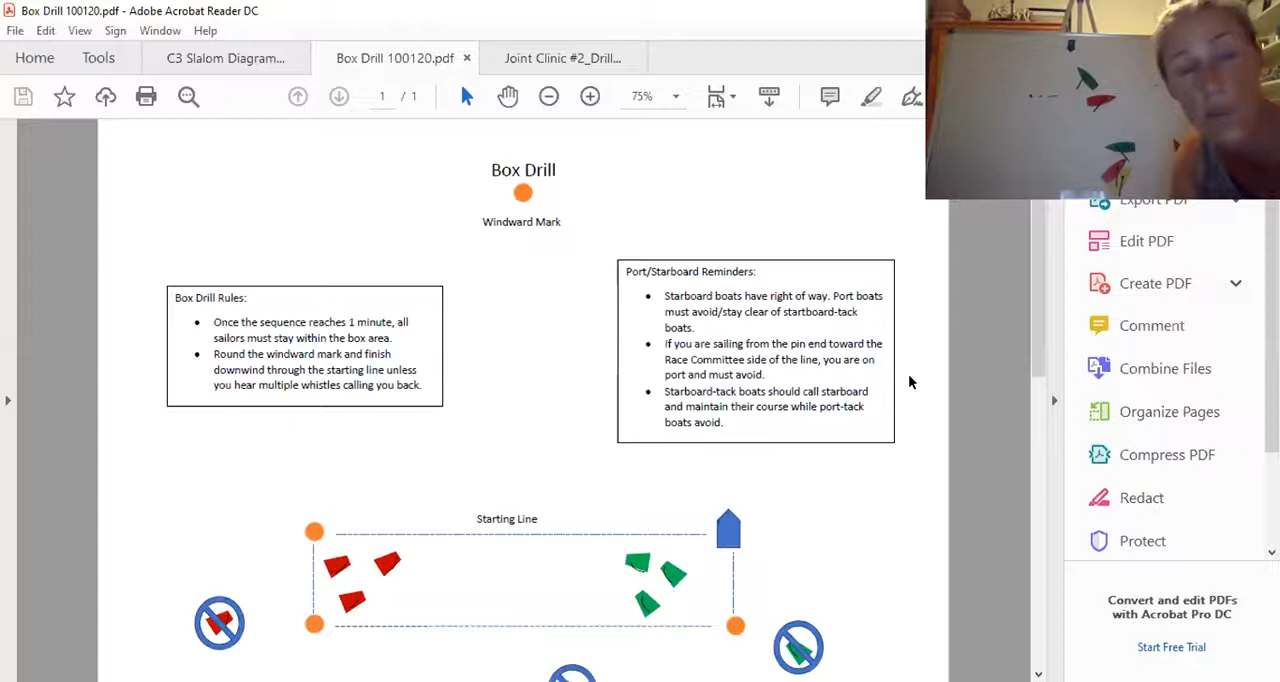 Box Drill 100120.pdf - Adobe Acrobat Reader DC
File Edit View Sign Window Help
Home Tools C3 Slalom Diagram... Box Drill 100120.pdf × Joint Clinic #2_Drill...
1 / 1 75%
Box Drill
Windward Mark
Box Drill Rules:
• Once the sequence reaches 1 minute, all
sailors must stay within the box area.
• Round the windward mark and finish
downwind through the starting line unless
you hear multiple whistles calling you back.
Port/Starboard Reminders:
• Starboard boats have right of way. Port boats
must avoid/stay clear of startboard-tack
boats.
• If you are sailing from the pin end toward the
Race Committee side of the line, you are on
port and must avoid.
• Starboard-tack boats should call starboard
and maintain their course while port-tack
boats avoid.
Starting Line
Export PDF
Edit PDF
Create PDF
Comment
Combine Files
Organize Pages
Compress PDF
Redact
Protect
Convert and edit PDFs
with Acrobat Pro DC
Start Free Trial